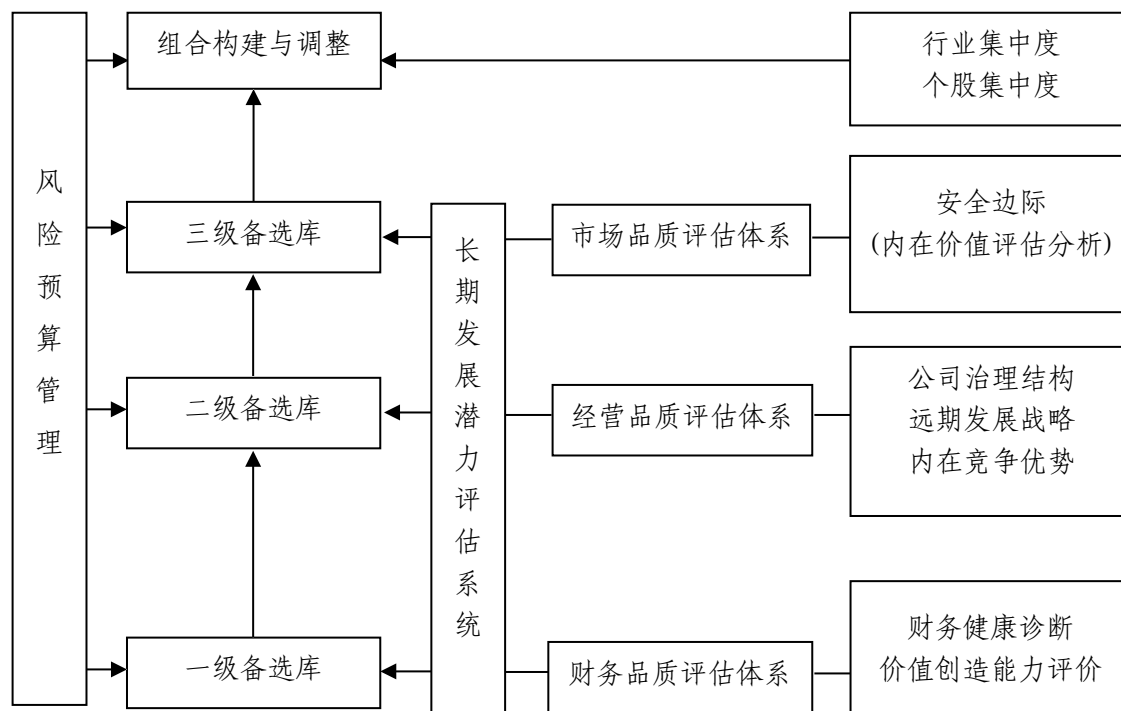 组合构建与调整
行业集中度
个股集中度
风险预算管理
三级备选库
长期发展潜力评估系统
市场品质评估体系
安全边际
(内在价值评估分析)
二级备选库
经营品质评估体系
公司治理结构
远期发展战略
内在竞争优势
一级备选库
财务品质评估体系
财务健康诊断
价值创造能力评价